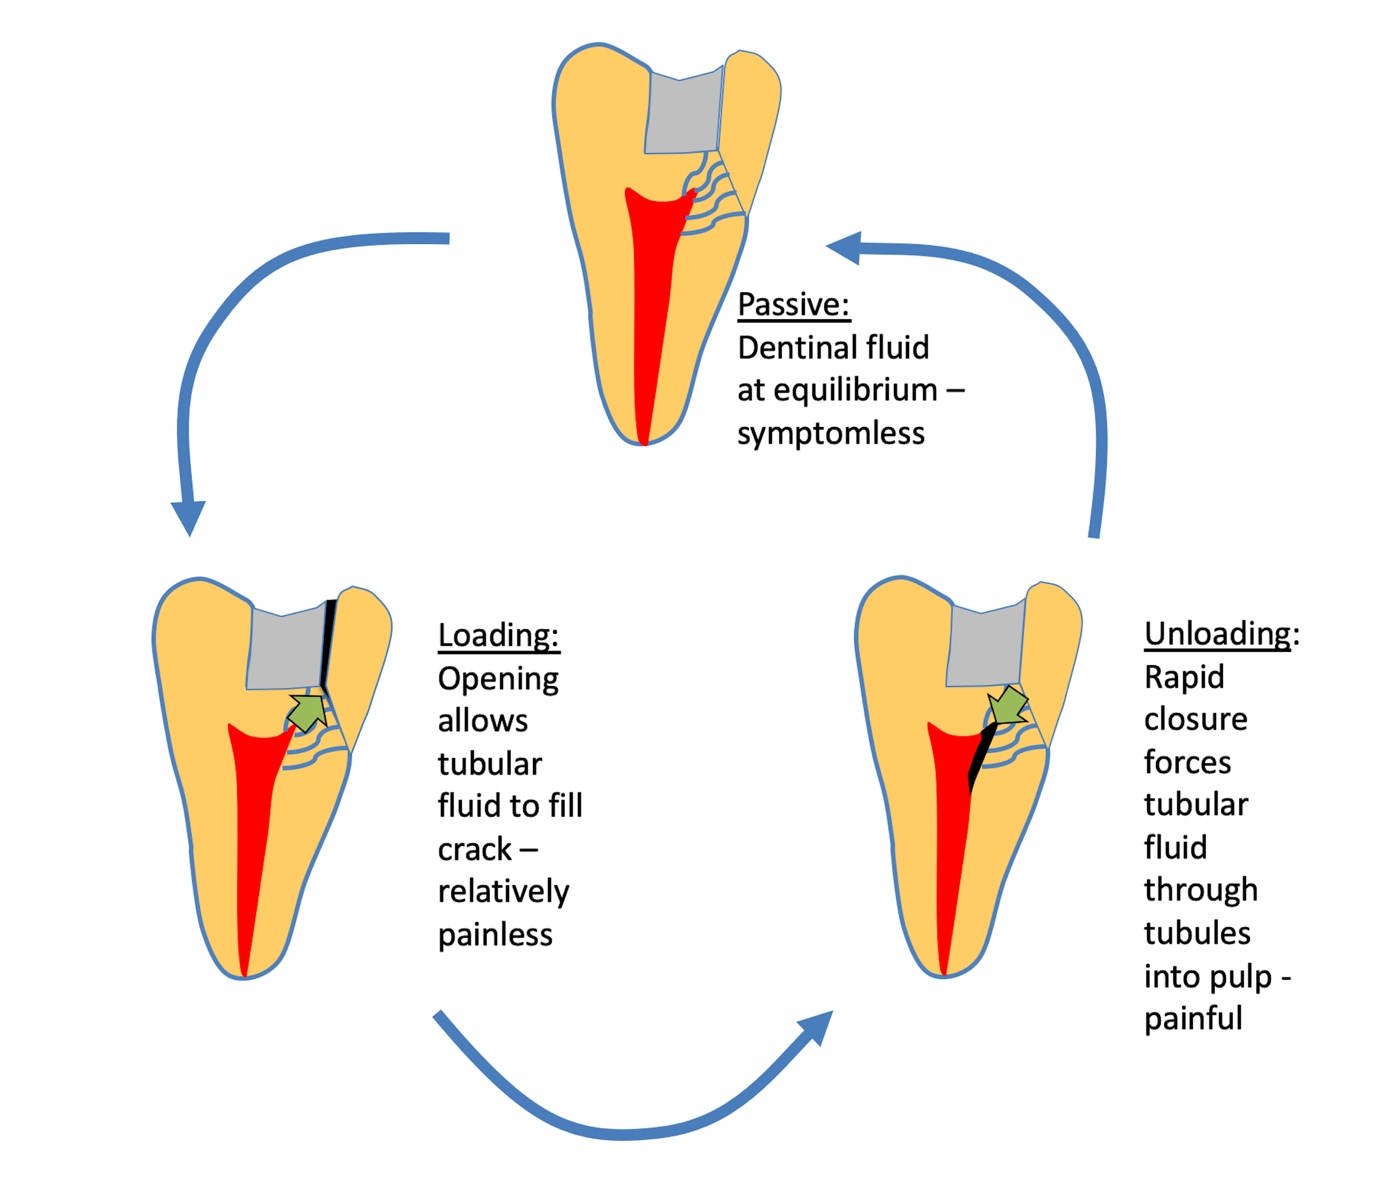 Passive:
Dentinal fluid
at equilibrium –
symptomless
Loading:
Opening
allows
tubular
fluid to fill
crack –
relatively
painless
Unloading:
Rapid
closure
forces
tubular
fluid
through
tubules
into pulp -
painful